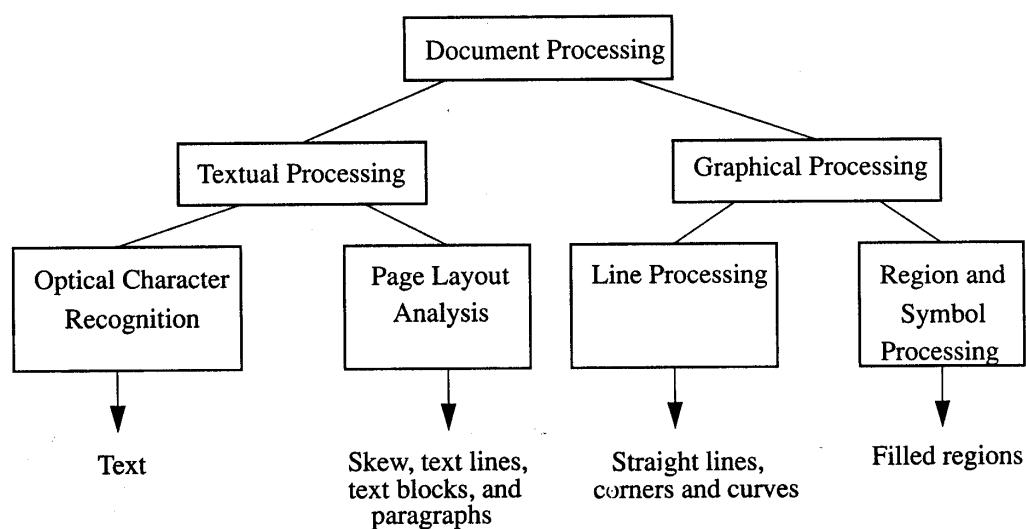 Document Processing
Textual Processing
Graphical Processing
Optical Character
Recognition
Page Layout
Analysis
Line Processing
Region and
Symbol
Processing
Text
Skew, text lines,
text blocks, and
paragraphs
Straight lines,
corners and curves
Filled regions